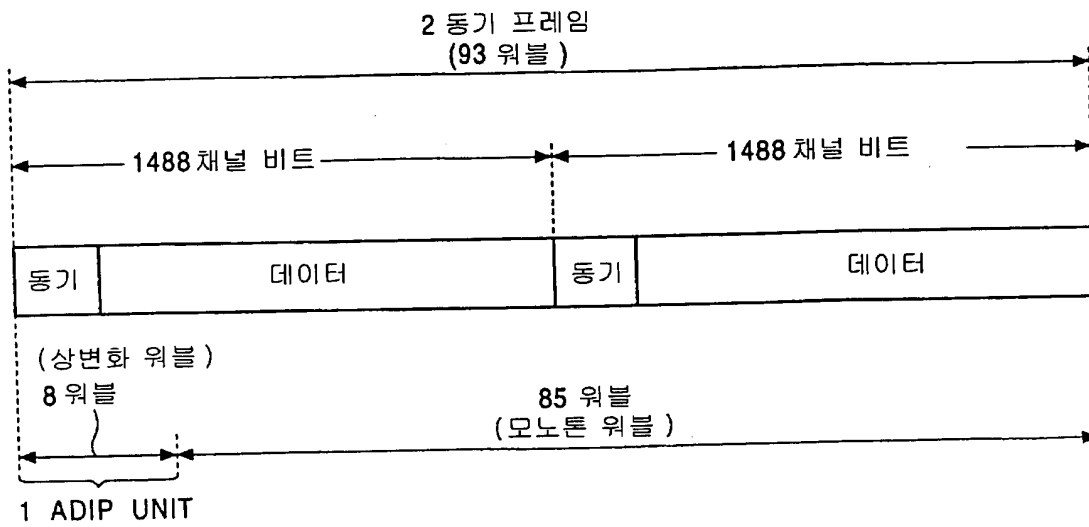 2 동기 프레임
(93 워블)
1488 채널 비트
1488 채널 비트
동기
데이터
동기
데이터
(상변화 워블)
8 워블
85 워블
(모노톤 워블)
1 ADIP UNIT